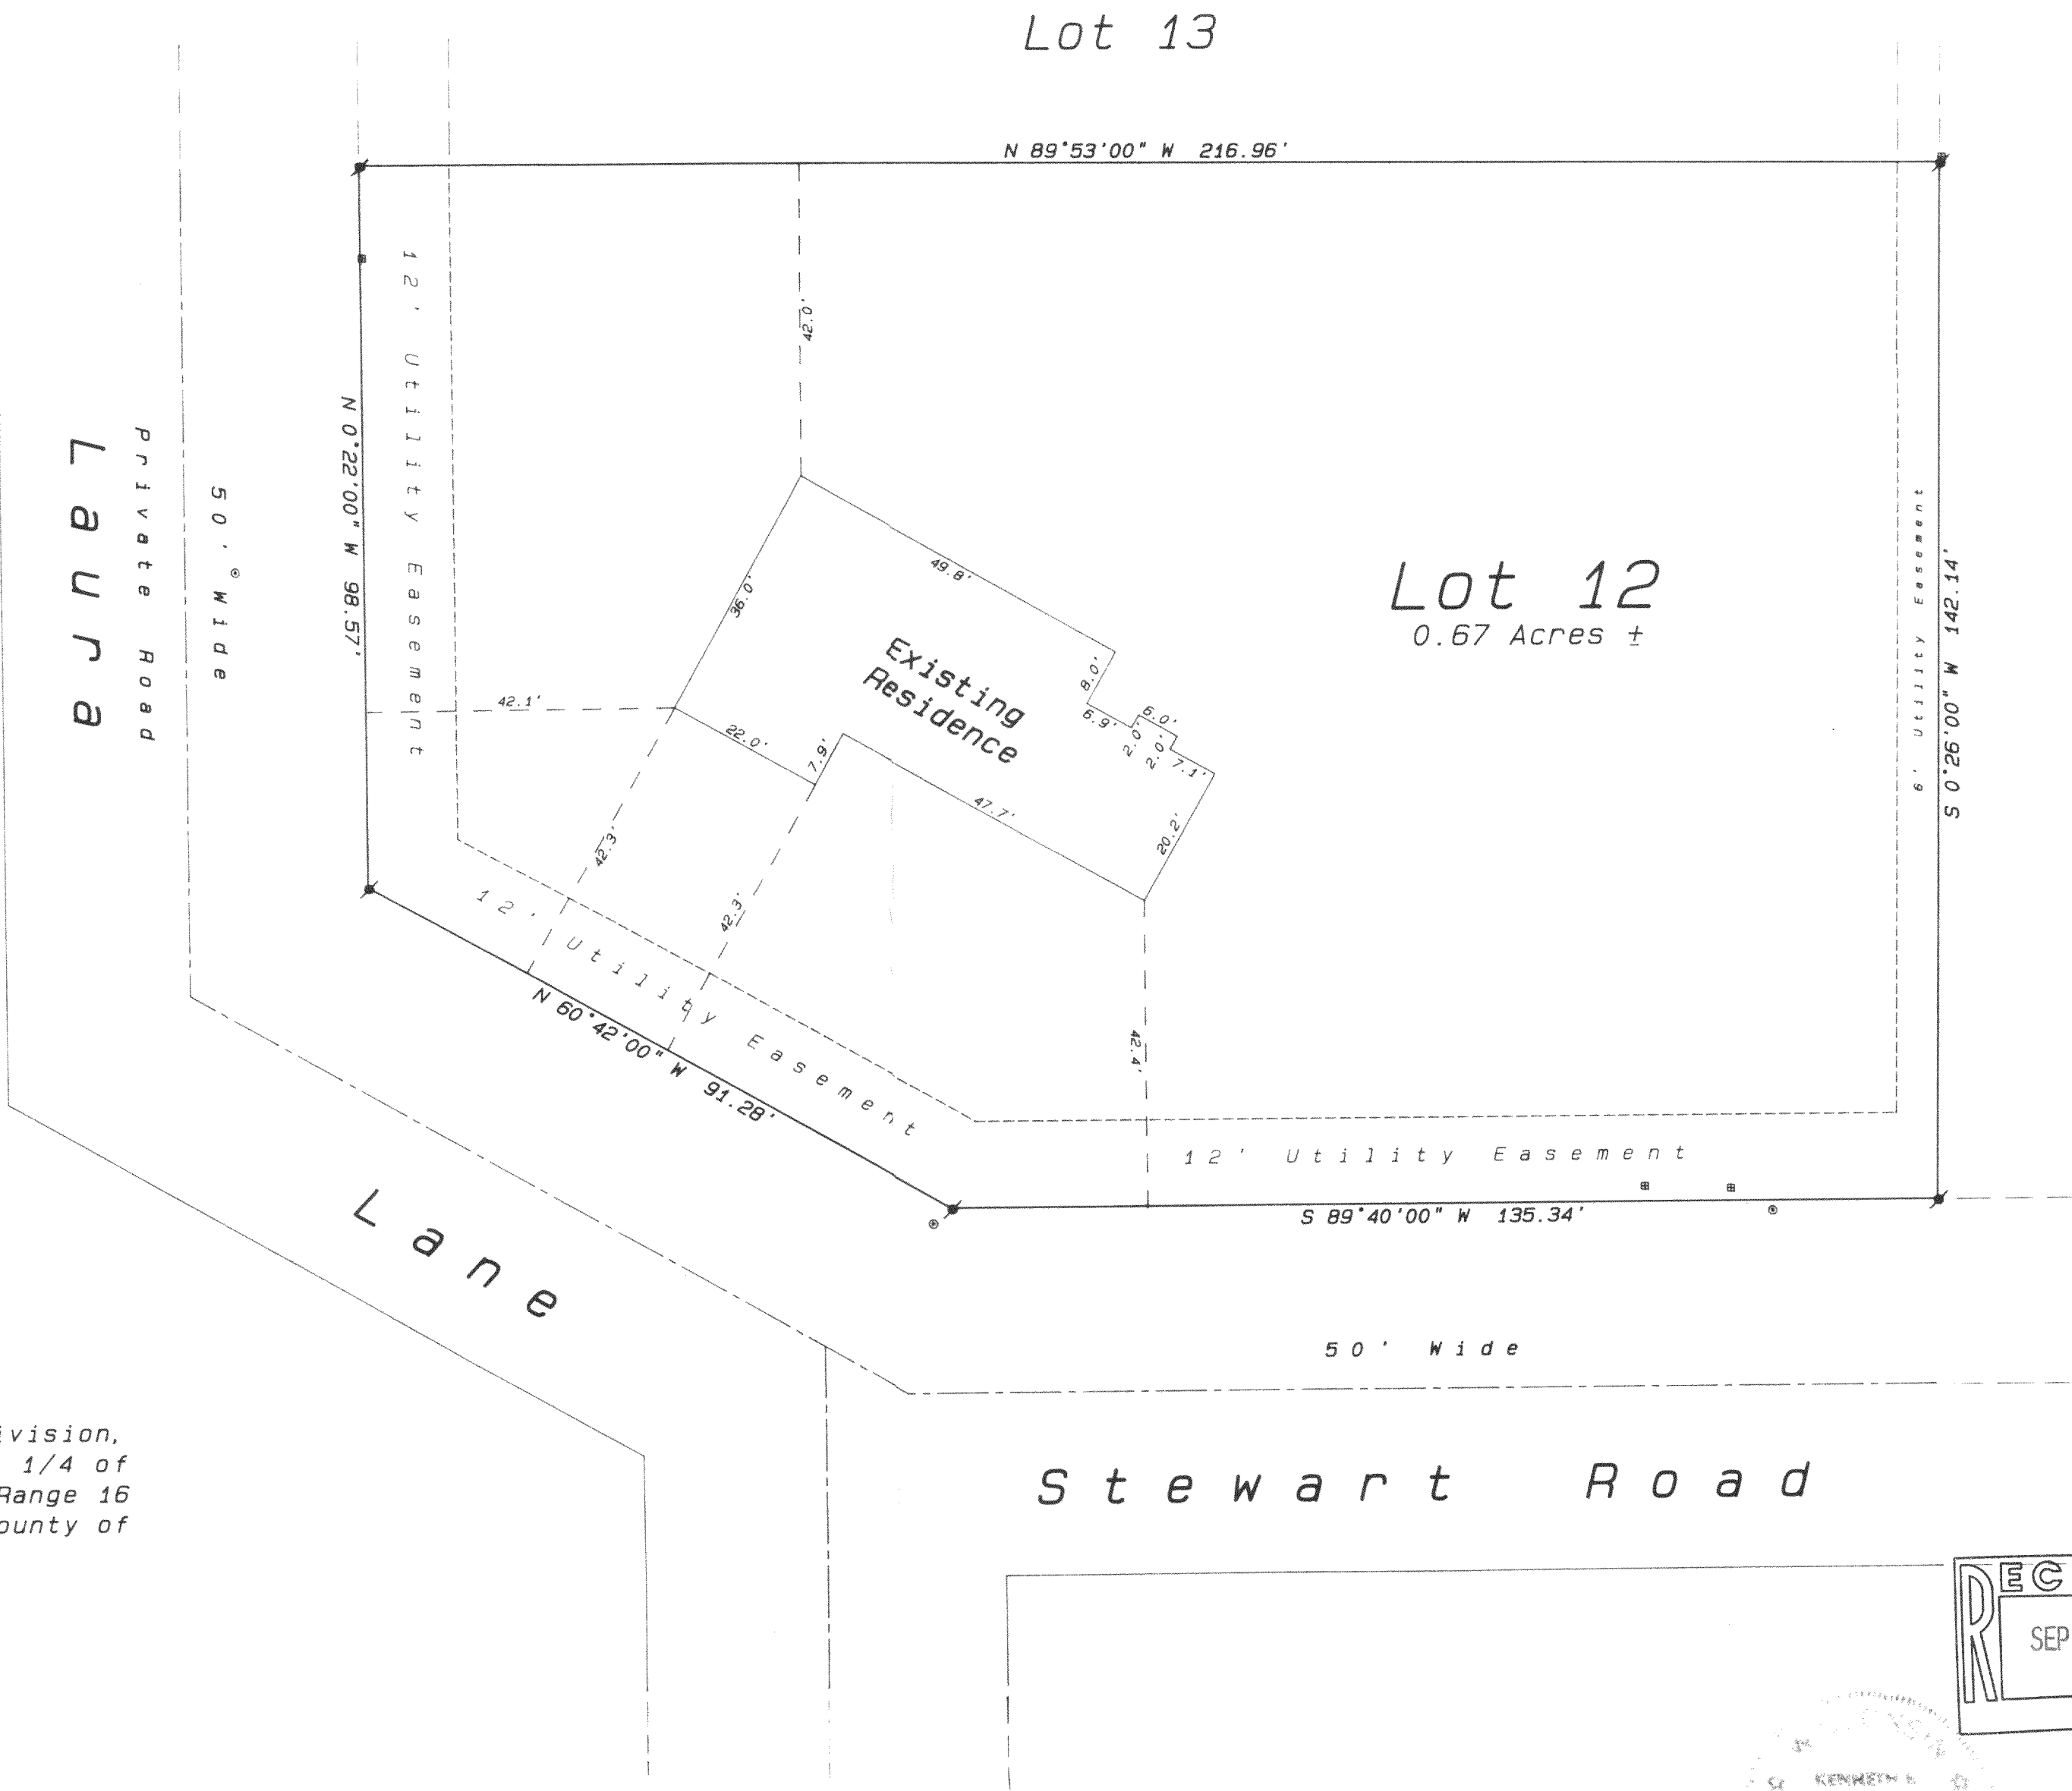 Lot 13
N 89°53'00" W 216.96'
12' Utility Easement
42.0'
N 0°22'00" W 98.57'
Private Road
Laura
50' Wide
49.8'
36.0'
Existing
Residence
8.0'
6.9'
2.0'
6.0'
2.0'
7.1'
Lot 12
0.67 Acres ±
6' Utility Easement
S 0°26'00" W 142.14'
42.1'
22.0'
7.9'
47.7'
20.2'
42.3'
42.3'
12' Utility Easement
N 60°42'00" W 91.28'
42.4'
12' Utility Easement
S 89°40'00" W 135.34'
Lane
50' Wide
ivision,
1/4 of
Range 16
ounty of
Stewart Road
REC
SEP
KENNETH